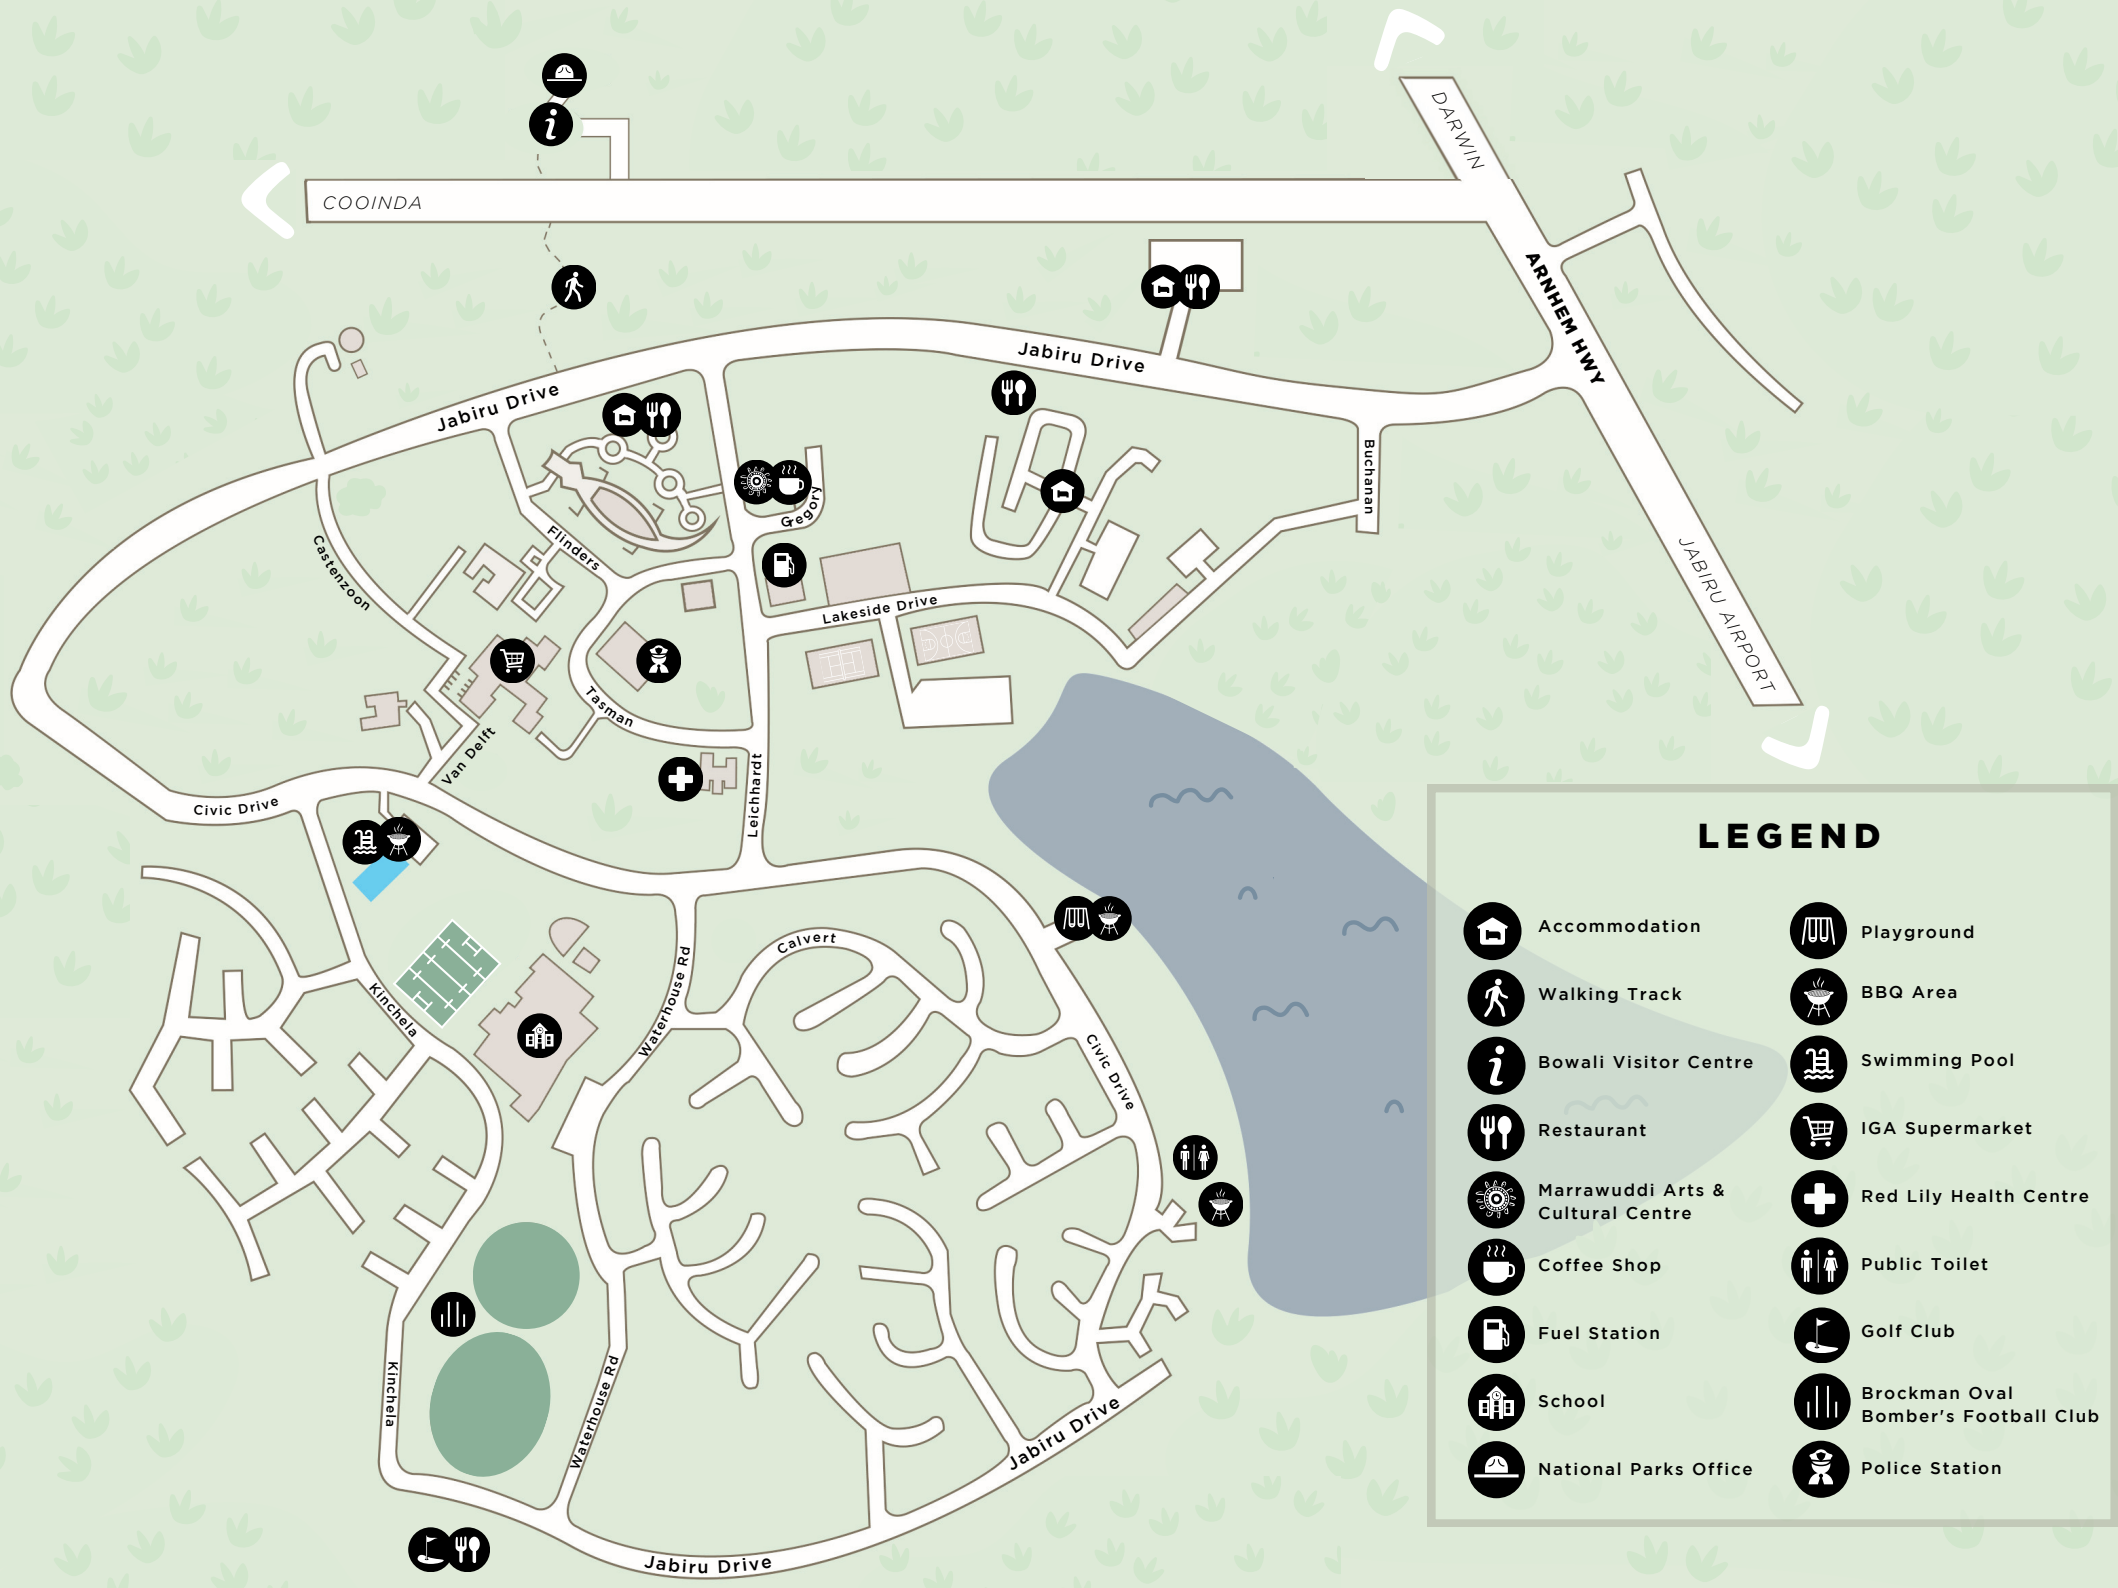 DARWIN
COOINDA
ARNHEM HWY
Jabiru Drive
Jabiru Drive
Buchanan
Gregory
Flinders
Castenzoon
JABIRU AIRPORT
Lakeside Drive
Tasman
Van Delft
Leichhardt
Civic Drive
Calvert
Waterhouse Rd
Kinchela
Civic Drive
Kinchela
Waterhouse Rd
Jabiru Drive
Jabiru Drive
LEGEND
Accommodation
Walking Track
Bowali Visitor Centre
Restaurant
Marrawuddi Arts &
Cultural Centre
Coffee Shop
Fuel Station
School
National Parks Office
Playground
BBQ Area
Swimming Pool
IGA Supermarket
Red Lily Health Centre
Public Toilet
Golf Club
Brockman Oval
Bomber's Football Club
Police Station